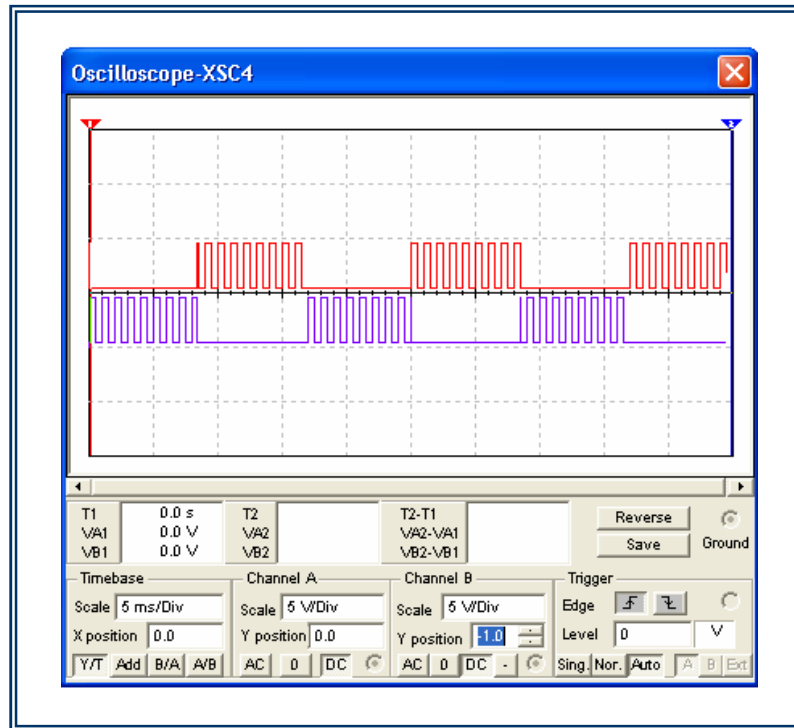 Oscilloscope-XSC4
1
2
T1 0.0 s T2 T2-T1 Reverse
VA1 0.0 V VA2 VA2-VA1
VB1 0.0 V VB2 VB2-VB1 Save Ground
Timebase Channel A Channel B Trigger
Scale 5 ms/Div Scale 5 V/Div Scale 5 V/Div Edge
X position 0.0 Y position 0.0 Y position -1.0 Level 0 V
Y/T Add B/A A/B AC 0 DC AC 0 DC - Sing. Nor. Auto A B Ext